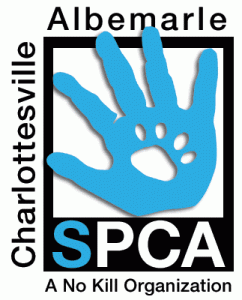 Charlottesville
Albemarle
SPCA
A No Kill Organization